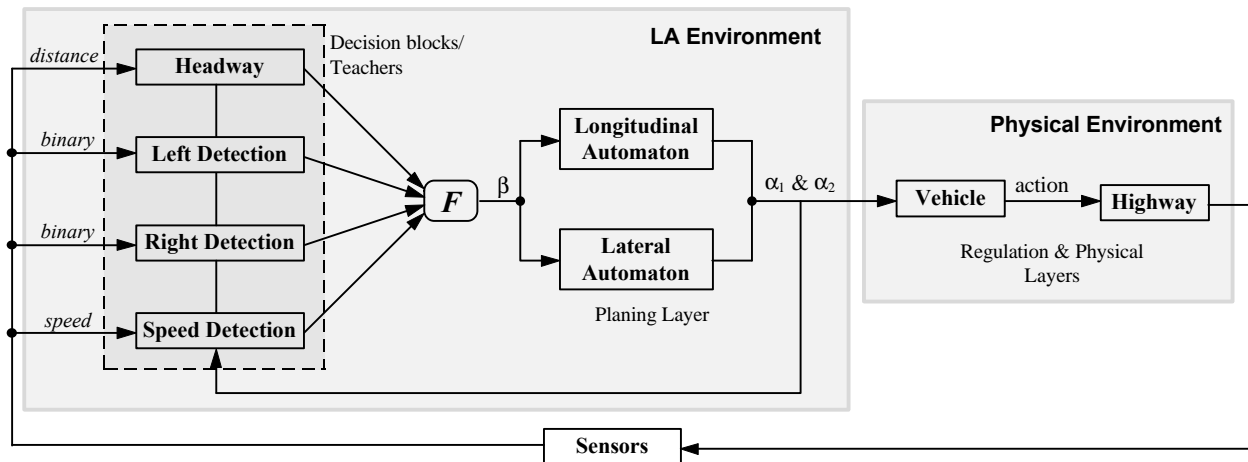 LA Environment
Decision blocks/
Teachers
distance
Headway
binary
Left Detection
binary
Right Detection
speed
Speed Detection
F
β
Longitudinal
Automaton
Lateral
Automaton
Planing Layer
α₁ & α₂
Physical Environment
Vehicle
action
Highway
Regulation & Physical
Layers
Sensors